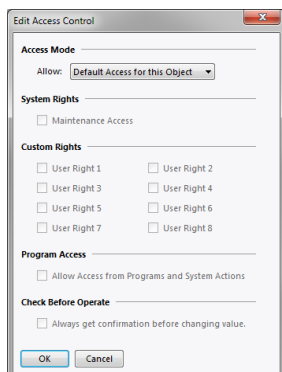 Edit Access Control
Access Mode
Allow: Default Access for this Object
System Rights
Maintenance Access
Custom Rights
User Right 1 User Right 2
User Right 3 User Right 4
User Right 5 User Right 6
User Right 7 User Right 8
Program Access
Allow Access from Programs and System Actions
Check Before Operate
Always get confirmation before changing value.
OK Cancel